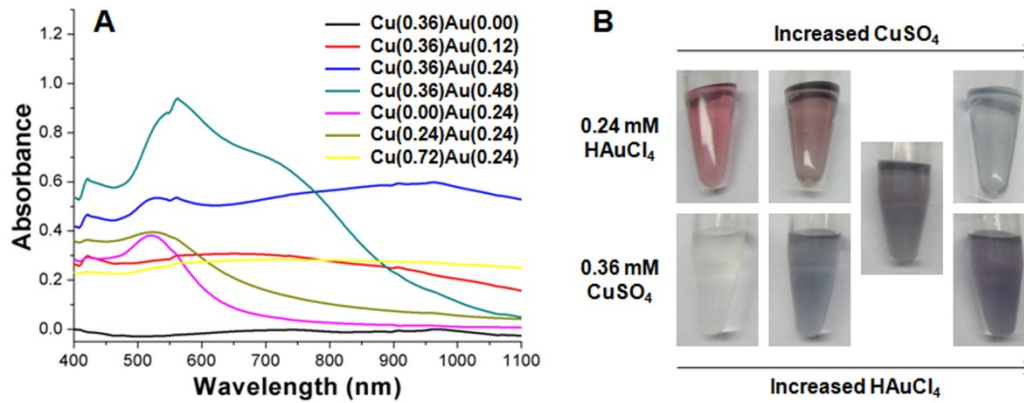 A
Cu(0.36)Au(0.00)
Cu(0.36)Au(0.12)
Cu(0.36)Au(0.24)
Cu(0.36)Au(0.48)
Cu(0.00)Au(0.24)
Cu(0.24)Au(0.24)
Cu(0.72)Au(0.24)
Absorbance
1.2
1.0
0.8
0.6
0.4
0.2
0.0
400 500 600 700 800 900 1000 1100
Wavelength (nm)
B
Increased CuSO₄
0.24 mM
HAuCl₄
0.36 mM
CuSO₄
Increased HAuCl₄